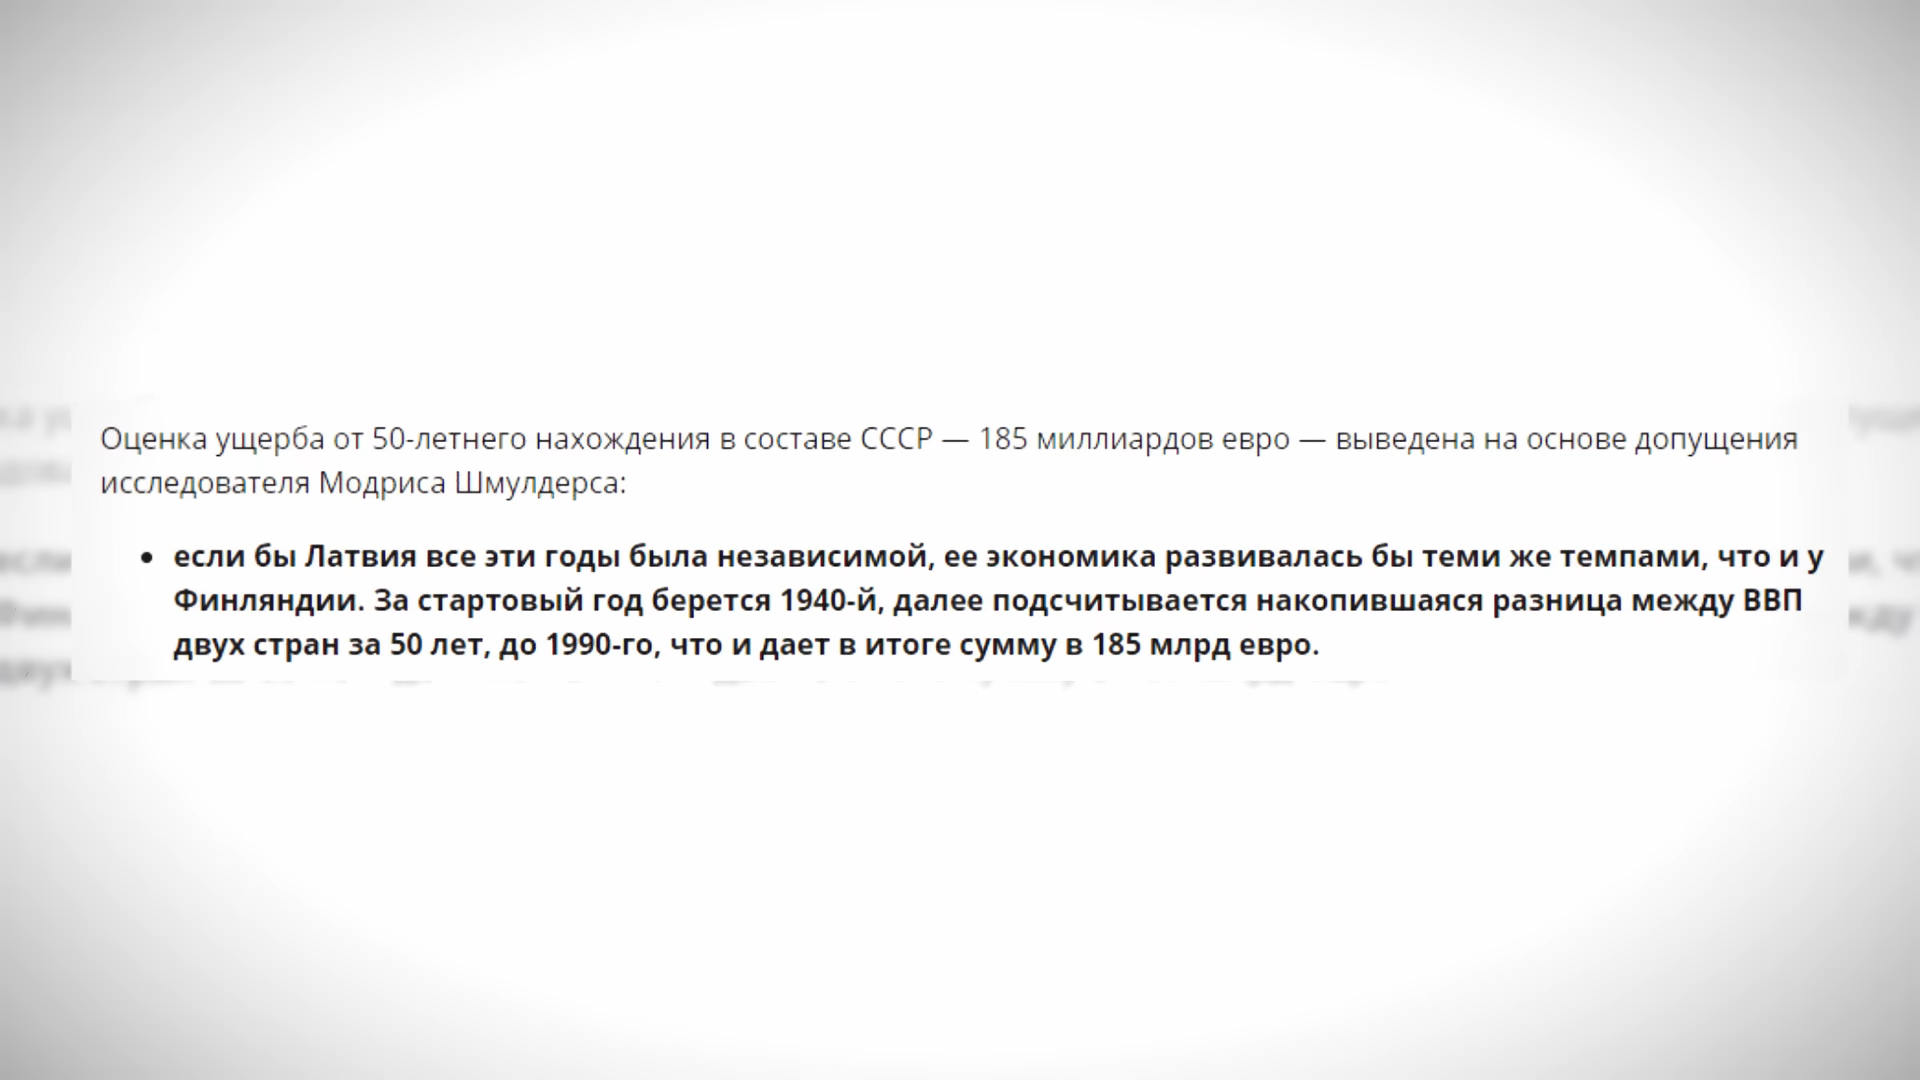 Оценка ущерба от 50-летнего нахождения в составе СССР — 185 миллиардов евро — выведена на основе допущения
исследователя Модриса Шмулдерса:
• если бы Латвия все эти годы была независимой, ее экономика развивалась бы теми же темпами, что и у
Финляндии. За стартовый год берется 1940-й, далее подсчитывается накопившаяся разница между ВВП
двух стран за 50 лет, до 1990-го, что и дает в итоге сумму в 185 млрд евро.